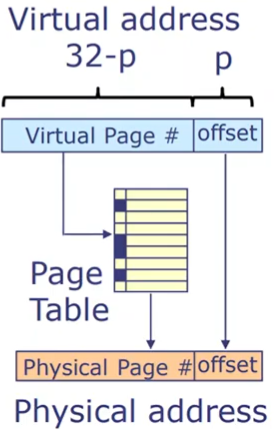 Virtual address
32-p p
Virtual Page # offset
Page
Table
Physical Page # offset
Physical address